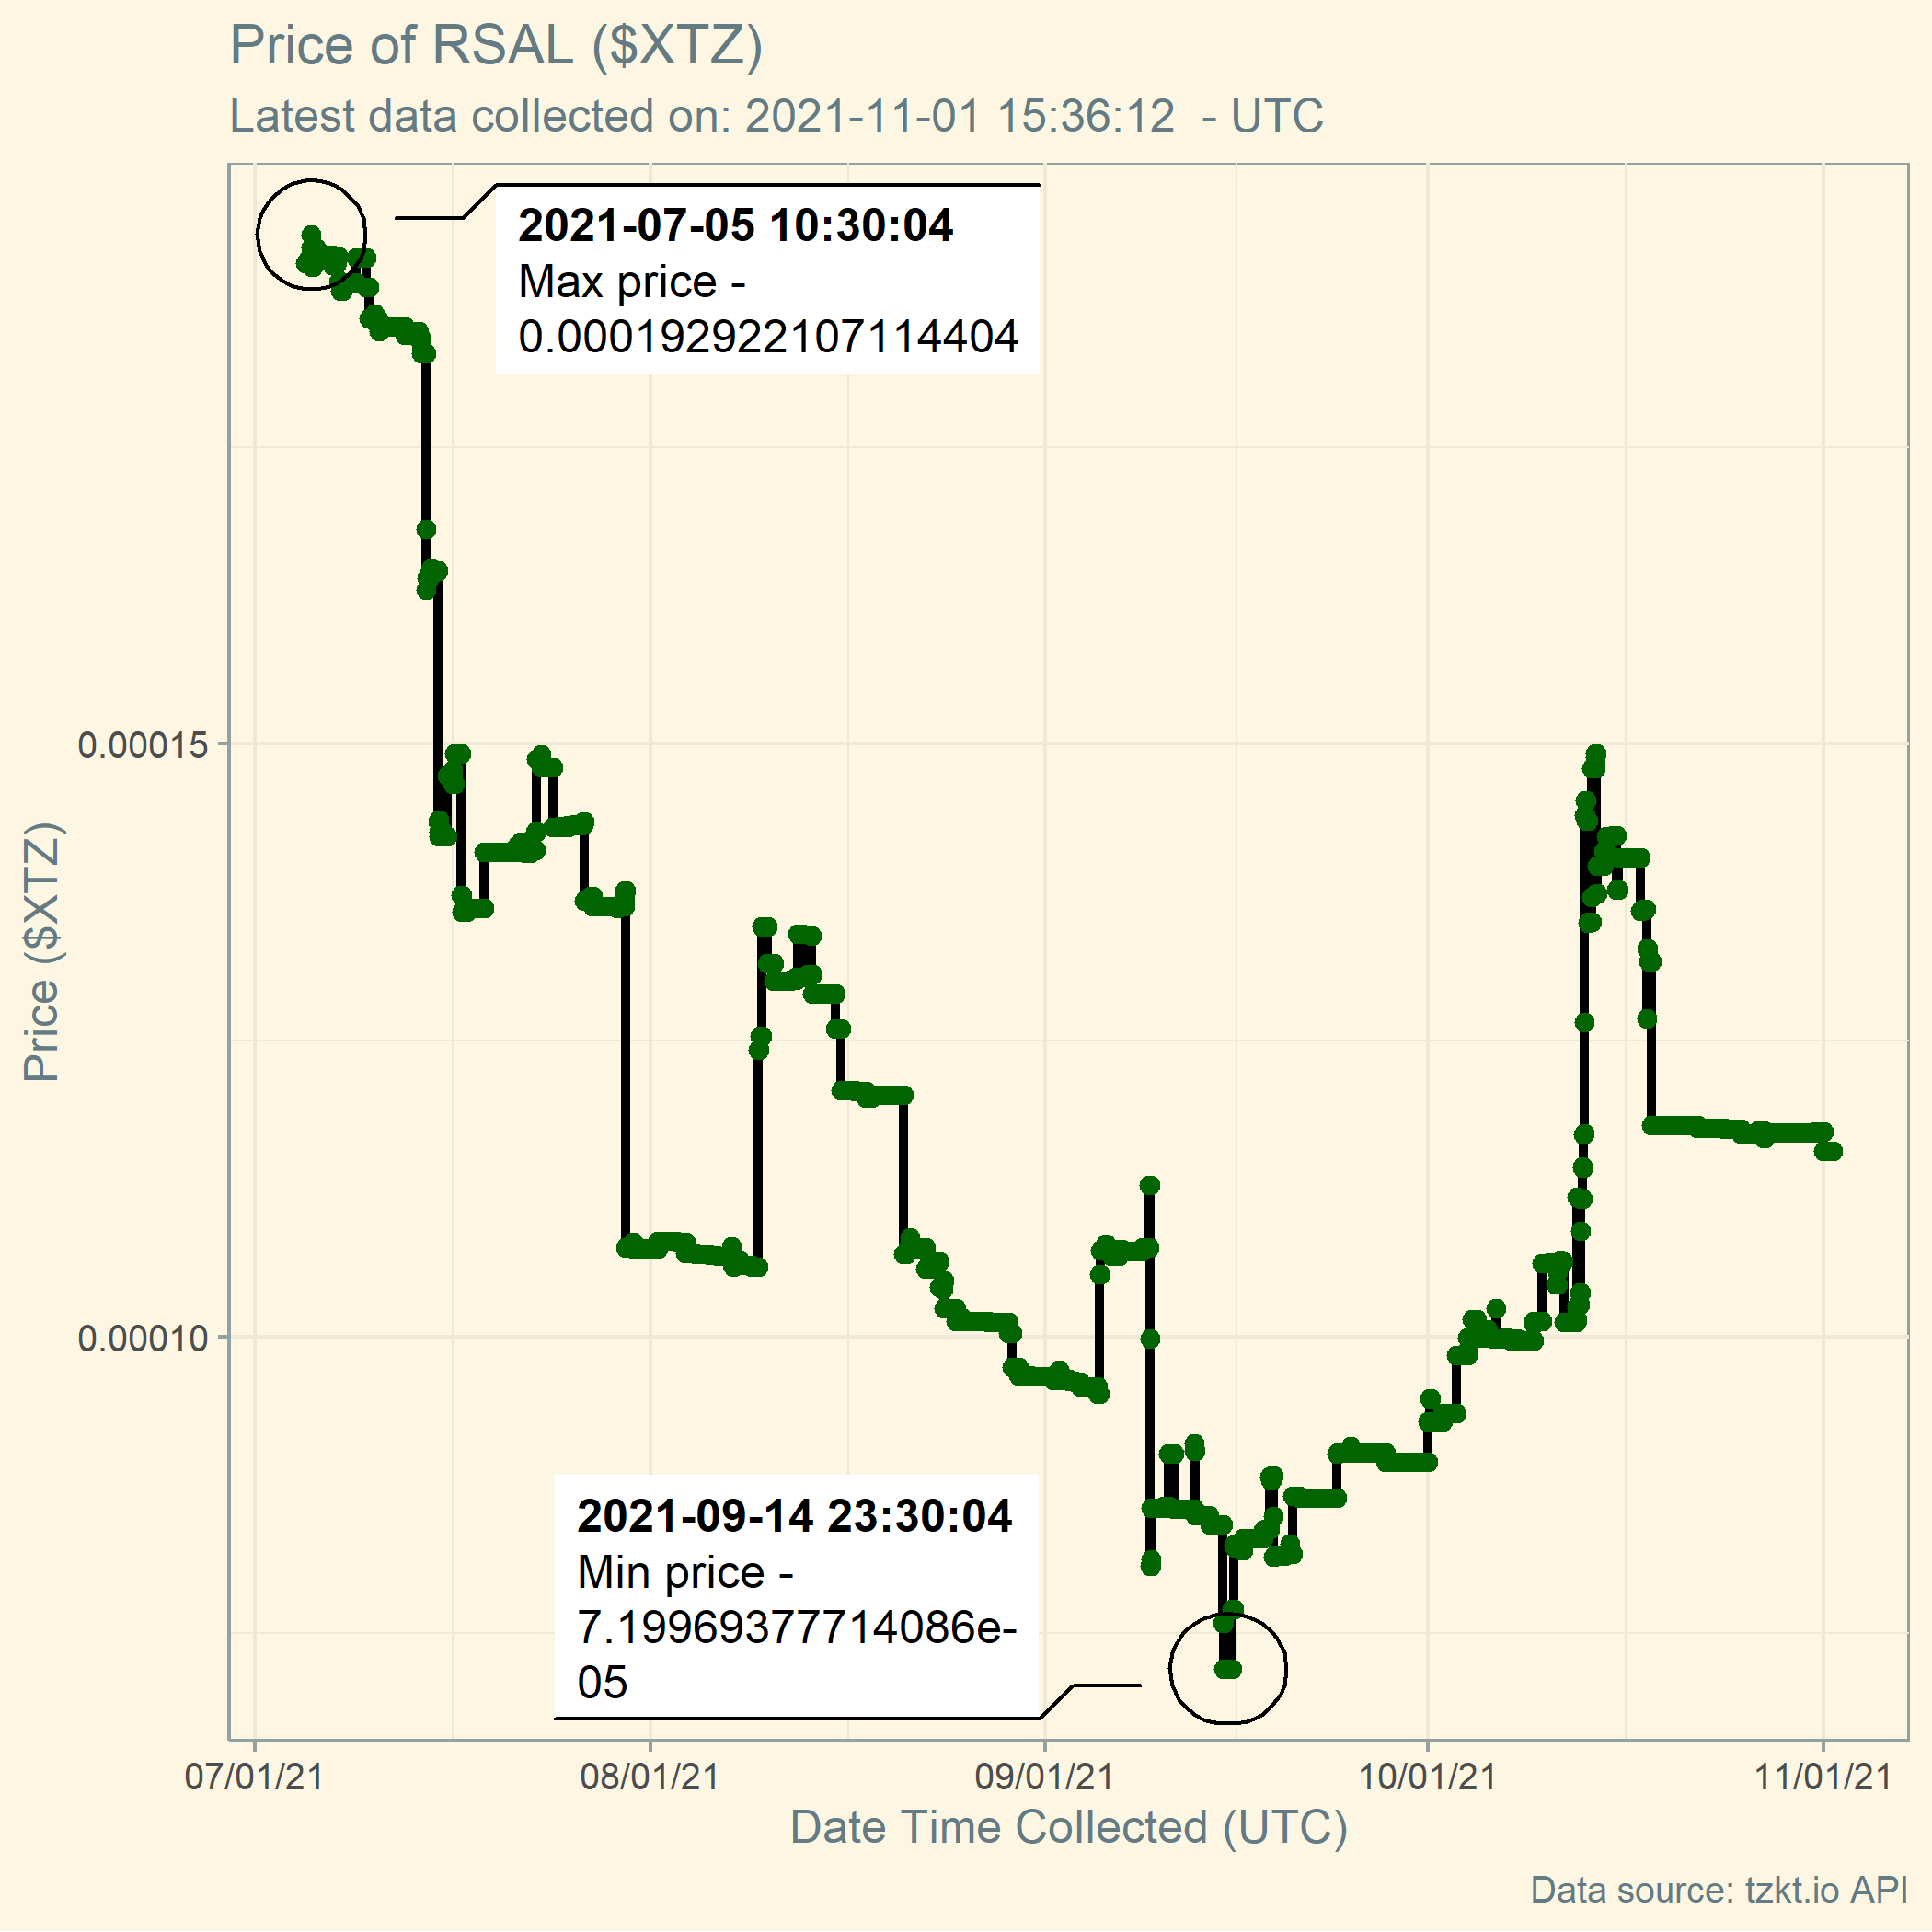 Price of RSAL ($XTZ)
Latest data collected on: 2021-11-01 15:36:12  - UTC
2021-07-05 10:30:04
Max price -
0.000192922107114404
0.00015
Price ($XTZ)
0.00010
2021-09-14 23:30:04
Min price -
7.19969377714086e-
05
07/01/21
08/01/21
09/01/21
10/01/21
11/01/21
Date Time Collected (UTC)
Data source: tzkt.io API